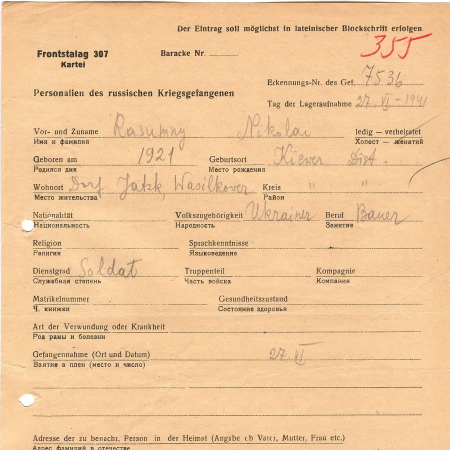 Der Eintrag soll möglichst in lateinischer Blockschrift erfolgen
355
Frontstalag 307 Baracke Nr.
Kartei
Erkennungs-Nr. des Gef. 7536
Personalien des russischen Kriegsgefangenen
Tag der Lageraufnahme 27. VI - 1941
Vor- und Zuname Rasumny Nikolai ledig — verheiratet
Имя и фамилия Холост — женатий
Geboren am 1921 Geburtsort Kiewer Dist.
Родился дня Место рождения
Wohnort Dorf Jatzk, Wasilkower Kreis " "
Место жительства Район
Nationalität Volkszugehörigkeit Ukrainer Beruf Bauer
Национальность Народность Занятие
Religion Sprachkenntnisse
Религия Языковедение
Dienstgrad Soldat Truppenteil Kompagnie
Служебная степень Часть войска Компания
Matrikelnummer Gesundheitszustand
Ч. книжки Состояние здоровья
Art der Verwundung oder Krankheit
Род раны и болезни
Gefangennahme (Ort und Datum) 27. VI
Взятие в плен (место и число)
Adresse der zu benachr. Person in der Heimat (Angabe ob Vater, Mutter, Frau etc.)
Адрес фамилий в отечестве